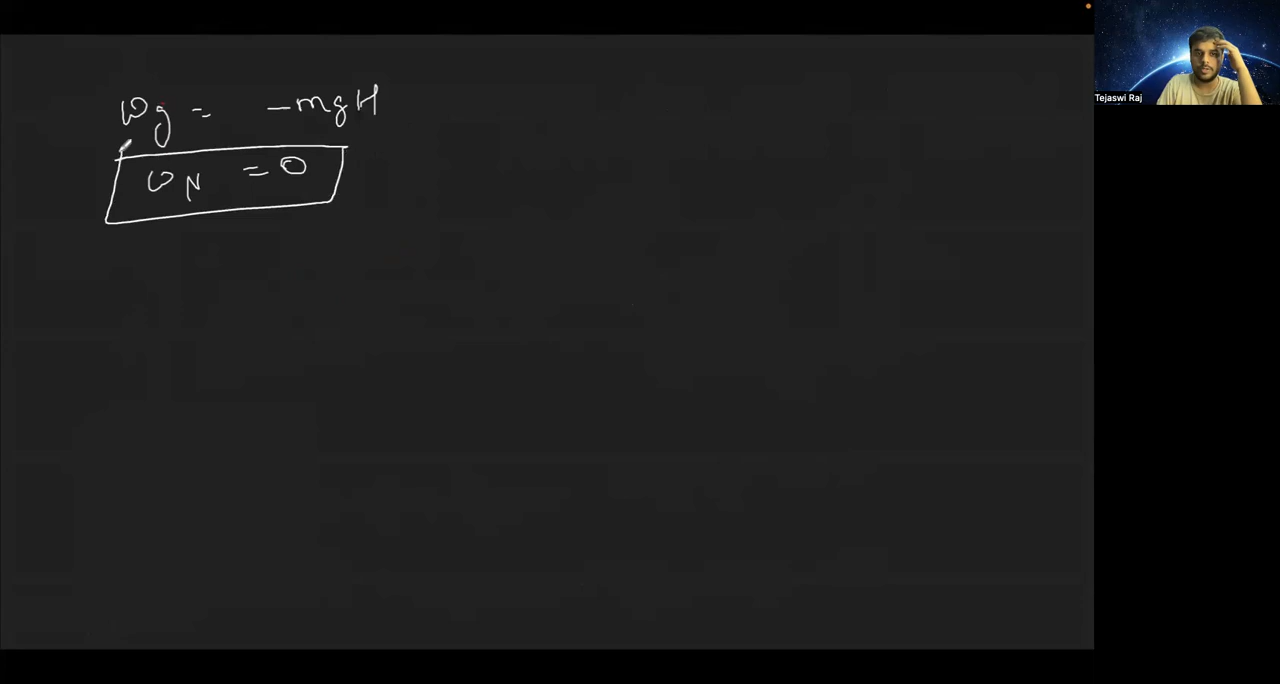 Wg = -mgH
WN = 0
Tejaswi Raj